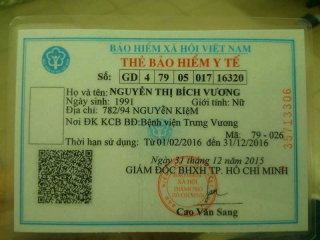 BẢO HIỂM XÃ HỘI VIỆT NAM
THẺ BẢO HIỂM Y TẾ
Số: GD 4 79 05 017 16320
Họ và tên: NGUYỄN THỊ BÍCH VƯƠNG
Ngày sinh: 1991 Giới tính: Nữ
Địa chỉ: 782/94 NGUYỄN KIỆM
Nơi ĐK KCB BĐ:Bệnh viện Trưng Vương
Mã: 79 - 026
Thời hạn sử dụng: Từ 01/02/2016 đến 31/12/2016
Ngày 31 tháng 12 năm 2015
GIÁM ĐỐC BHXH TP. HỒ CHÍ MINH
Cao Văn Sang